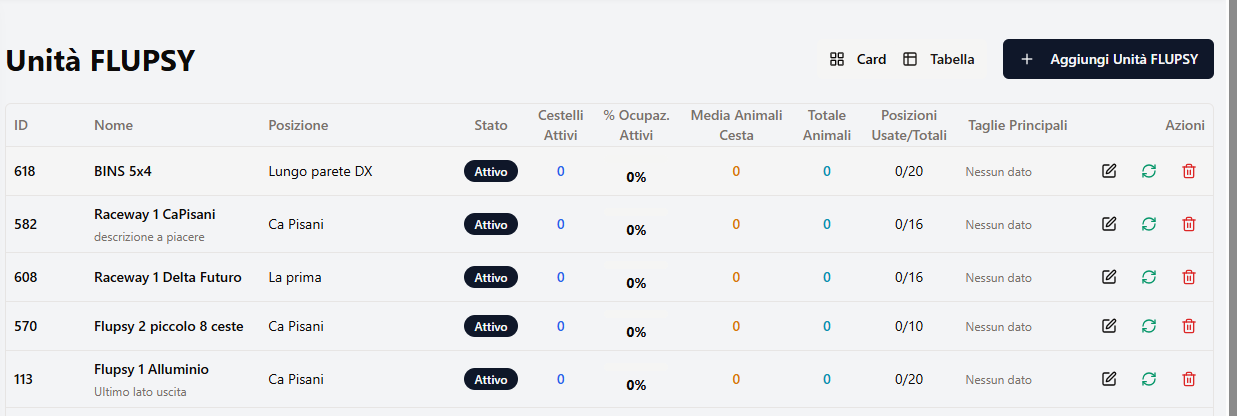 Unità FLUPSY
Card Tabella + Aggiungi Unità FLUPSY
ID Nome Posizione Stato Cestelli Attivi % Ocupaz. Attivi Media Animali Cesta Totale Animali Posizioni Usate/Totali Taglie Principali Azioni
618 BINS 5x4 Lungo parete DX Attivo 0 0% 0 0 0/20 Nessun dato
582 Raceway 1 CaPisani Ca Pisani Attivo 0 0% 0 0 0/16 Nessun dato
descrizione a piacere
608 Raceway 1 Delta Futuro La prima Attivo 0 0% 0 0 0/16 Nessun dato
570 Flupsy 2 piccolo 8 ceste Ca Pisani Attivo 0 0% 0 0 0/10 Nessun dato
113 Flupsy 1 Alluminio Ca Pisani Attivo 0 0% 0 0 0/20 Nessun dato
Ultimo lato uscita